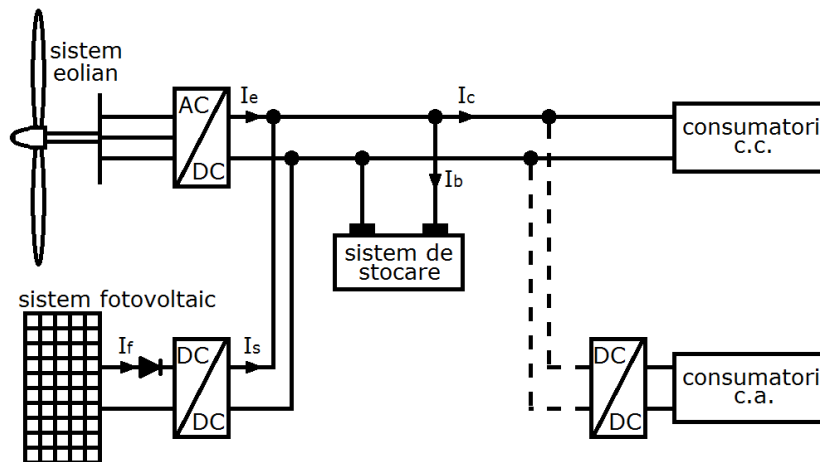 sistem
eolian
AC
DC
Ie
Ic
consumatori
c.c.
Ib
sistem de
stocare
sistem fotovoltaic
If
DC
DC
Is
DC
DC
consumatori
c.a.